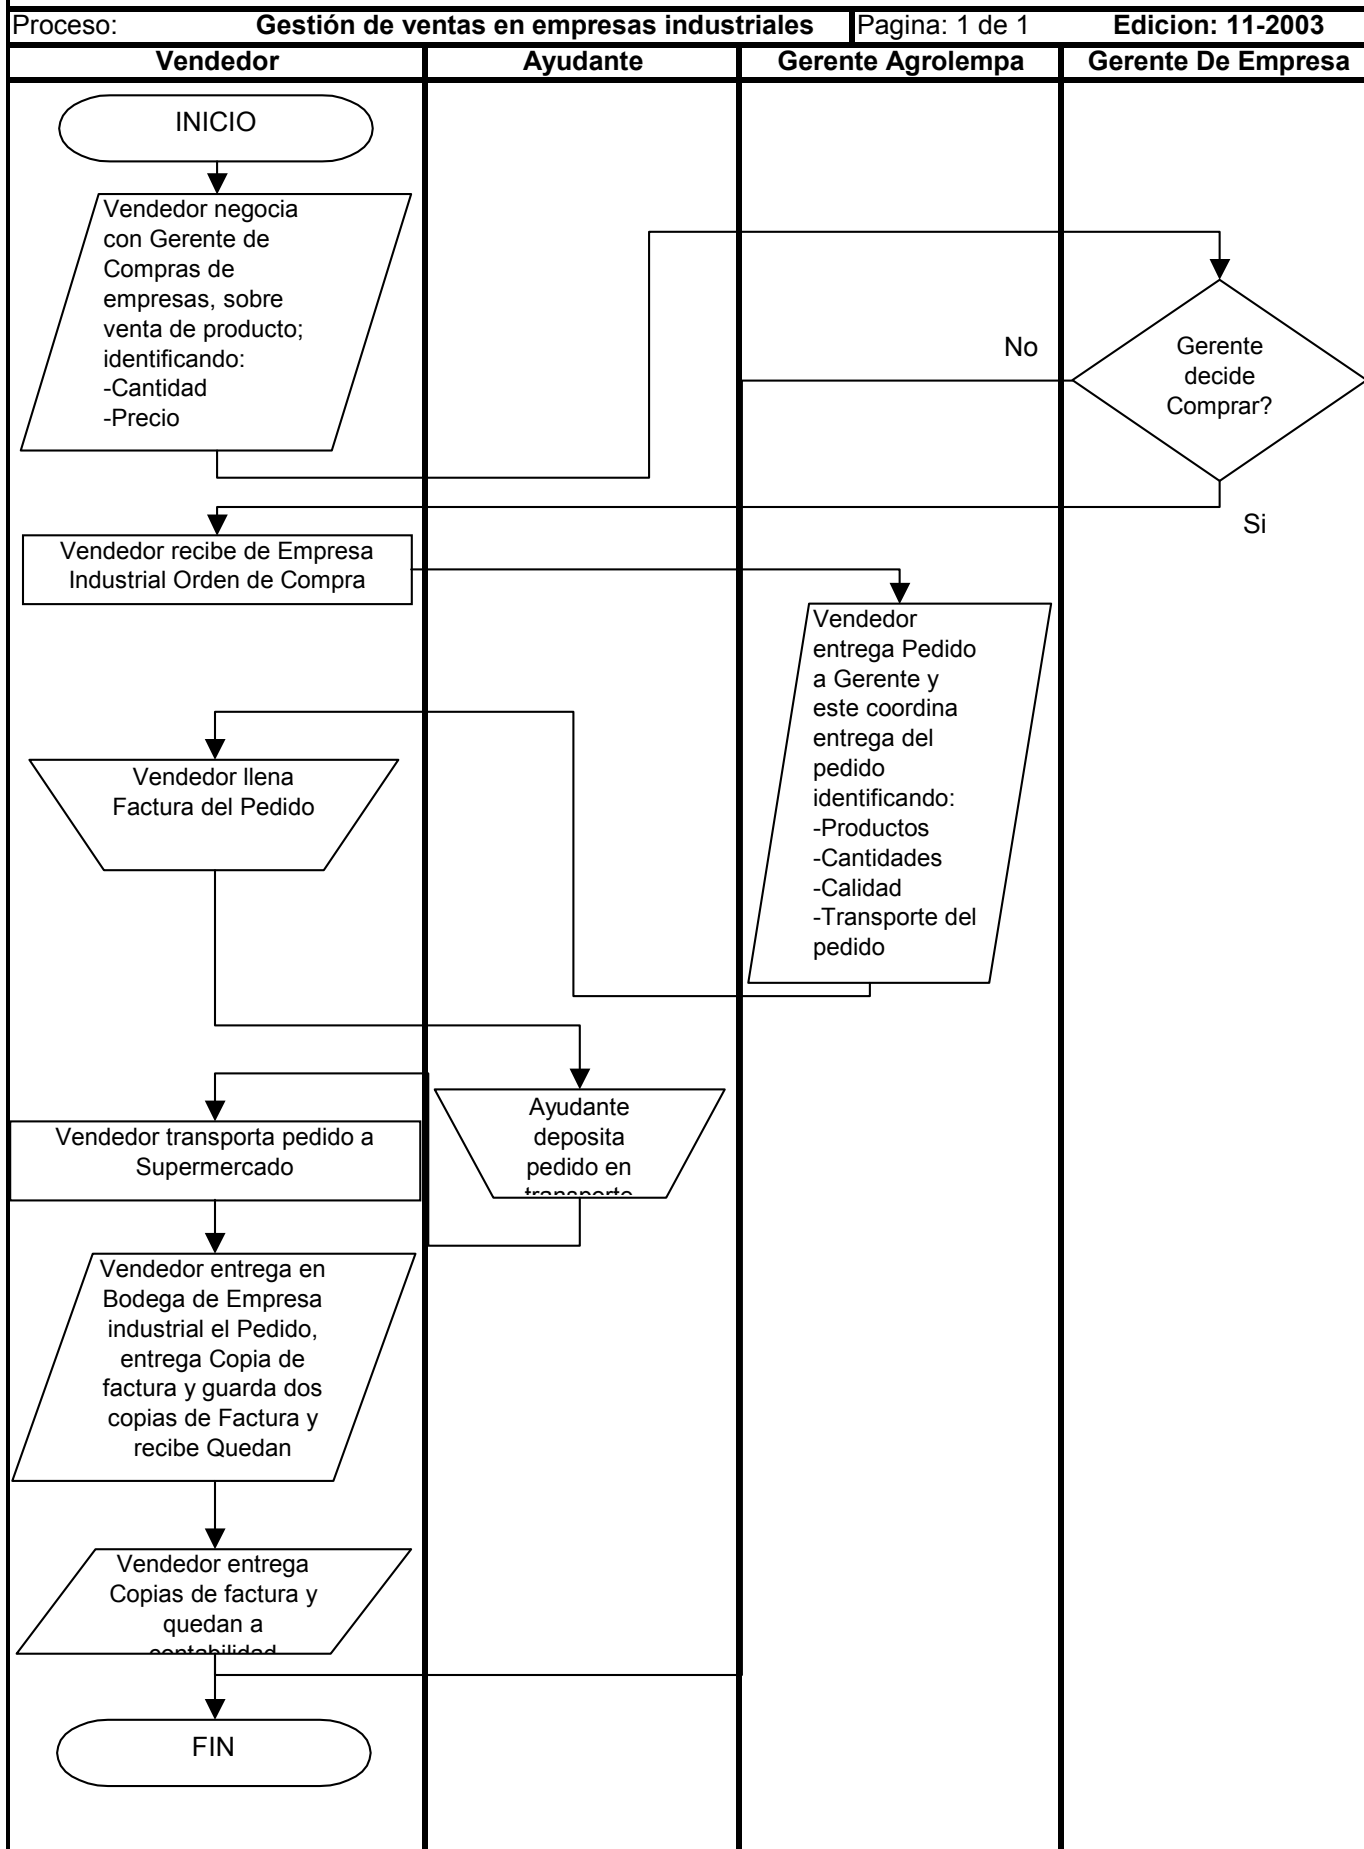 Proceso: Gestión de ventas en empresas industriales Pagina: 1 de 1 Edicion: 11-2003
Vendedor Ayudante Gerente Agrolempa Gerente De Empresa
INICIO
Vendedor negocia
con Gerente de
Compras de
empresas, sobre
venta de producto;
identificando:
-Cantidad
-Precio
Gerente
decide
Comprar?
No
Si
Vendedor recibe de Empresa
Industrial Orden de Compra
Vendedor
entrega Pedido
a Gerente y
este coordina
entrega del
pedido
identificando:
-Productos
-Cantidades
-Calidad
-Transporte del
pedido
Vendedor llena
Factura del Pedido
Ayudante
deposita
pedido en
transporte
Vendedor transporta pedido a
Supermercado
Vendedor entrega en
Bodega de Empresa
industrial el Pedido,
entrega Copia de
factura y guarda dos
copias de Factura y
recibe Quedan
Vendedor entrega
Copias de factura y
quedan a
contabilidad
FIN